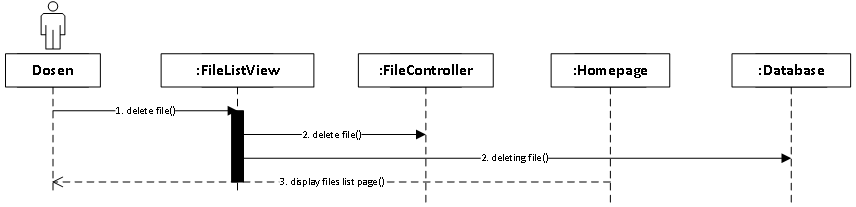 Dosen
:FileListView
:FileController
:Homepage
:Database
1. delete file()
2. delete file()
2. deleting file()
3. display files list page()